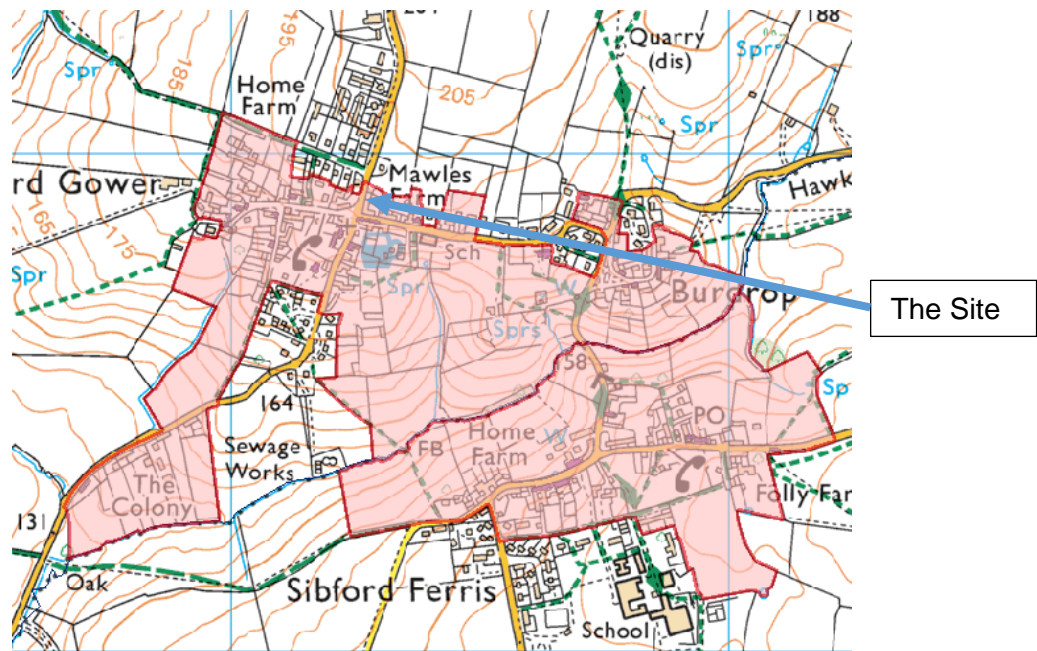 188
Quarry
(dis)
Spr
195
Spr
185
Home
Farm
205
Spr
rd Gower
Mawles
Farm
Hawk
165
175
Sch
Spr
Spr
W
Burdrop
The Site
Sprs
58
164
PO
Spr
Home
Farm
W
FB
Sewage
Works
The
Colony
Folly Far
131
Oak
Sibford Ferris
School